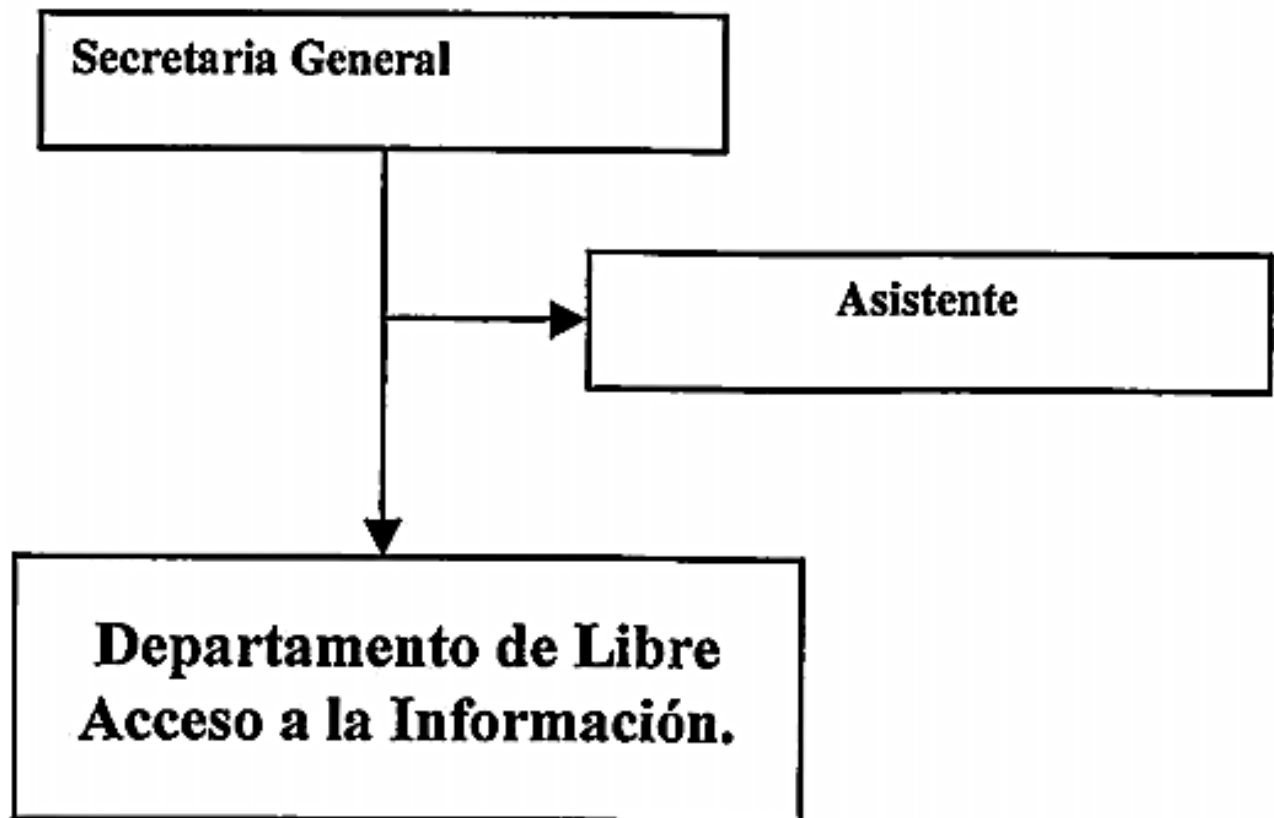 Secretaria General
Asistente
Departamento de Libre
Acceso a la Información.